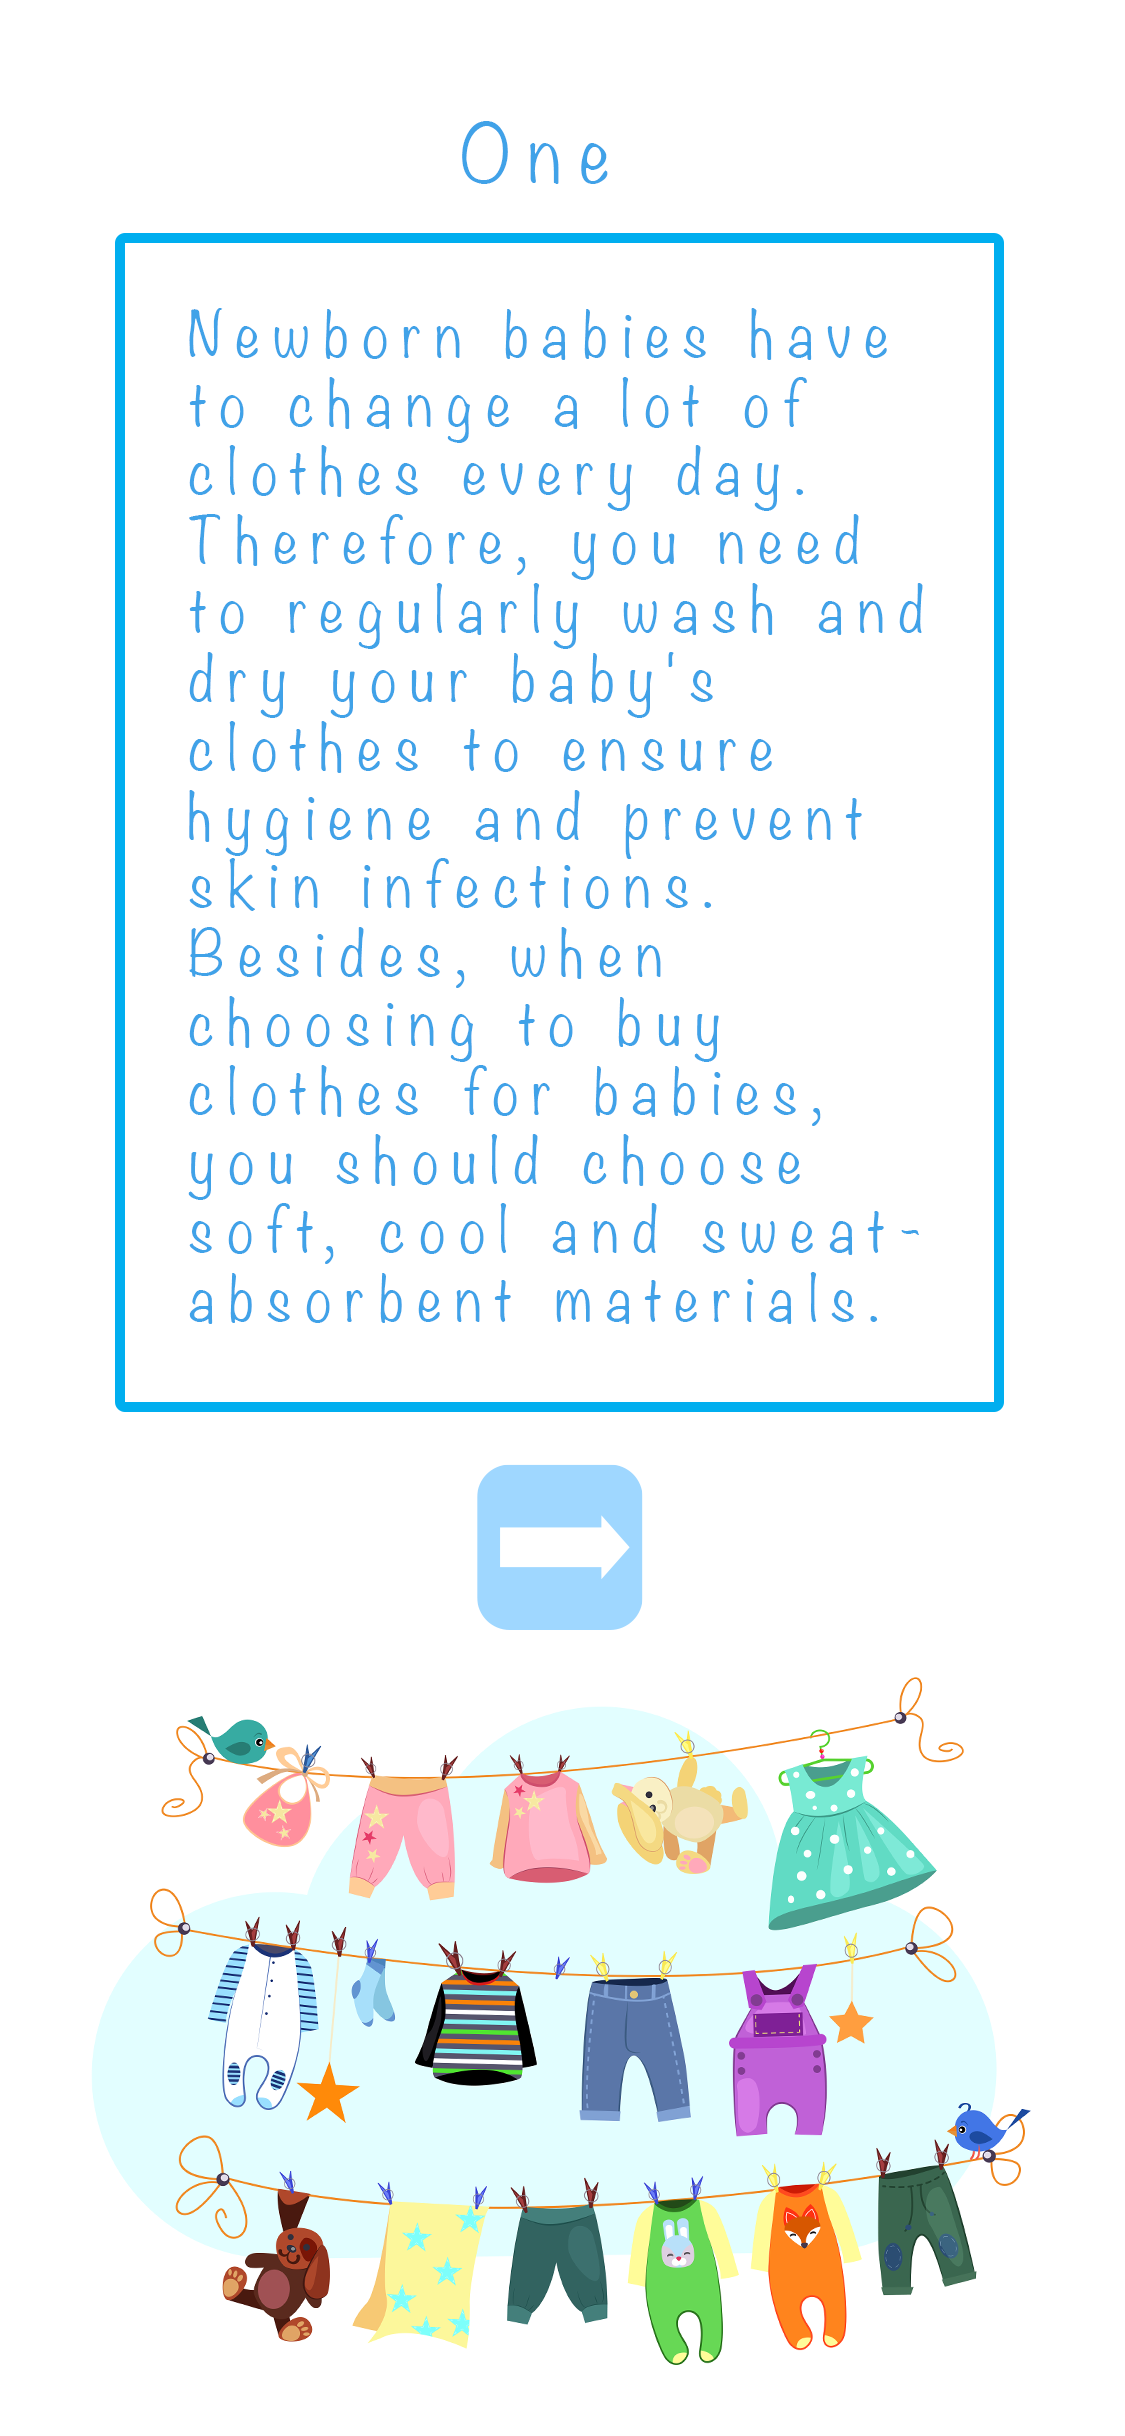 One
Newborn babies have
to change a lot of
clothes every day.
Therefore, you need
to regularly wash and
dry your baby's
clothes to ensure
hygiene and prevent
skin infections.
Besides, when
choosing to buy
clothes for babies,
you should choose
soft, cool and sweat-
absorbent materials.